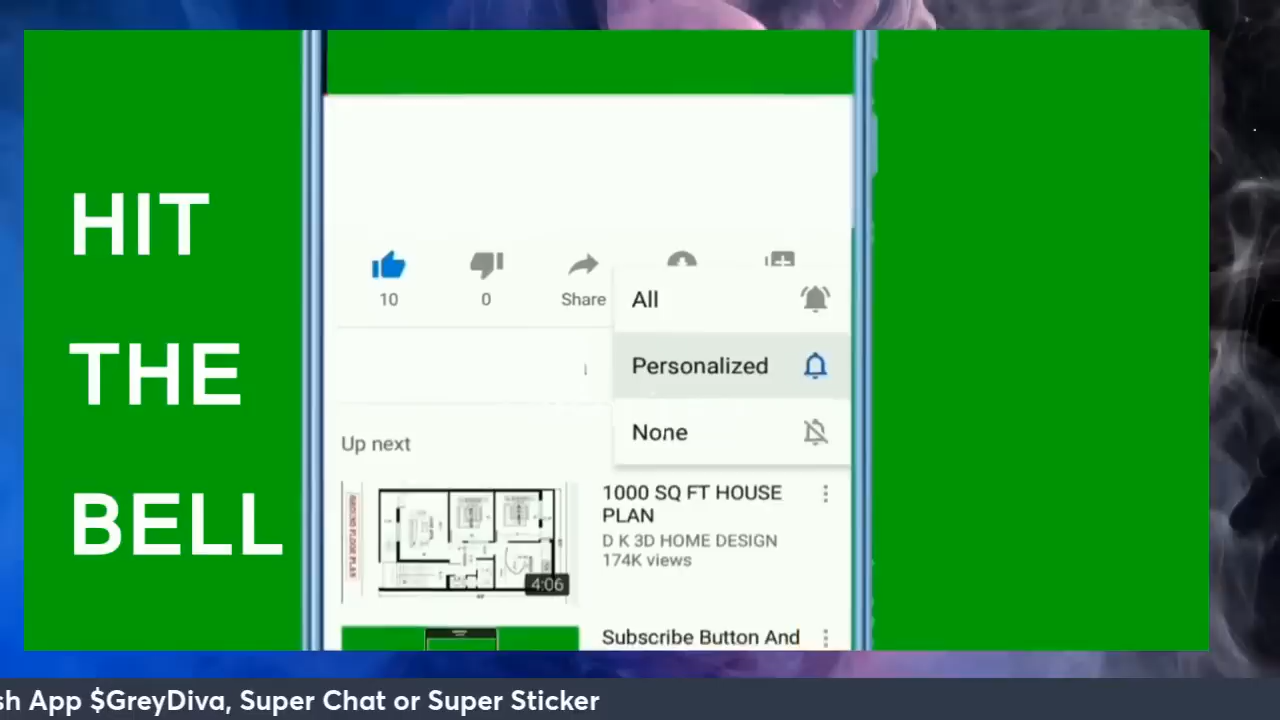 HIT
THE
BELL
10
0
Share
All
Personalized
None
Up next
1000 SQ FT HOUSE
PLAN
D K 3D HOME DESIGN
174K views
4:06
Subscribe Button And
sh App $GreyDiva, Super Chat or Super Sticker